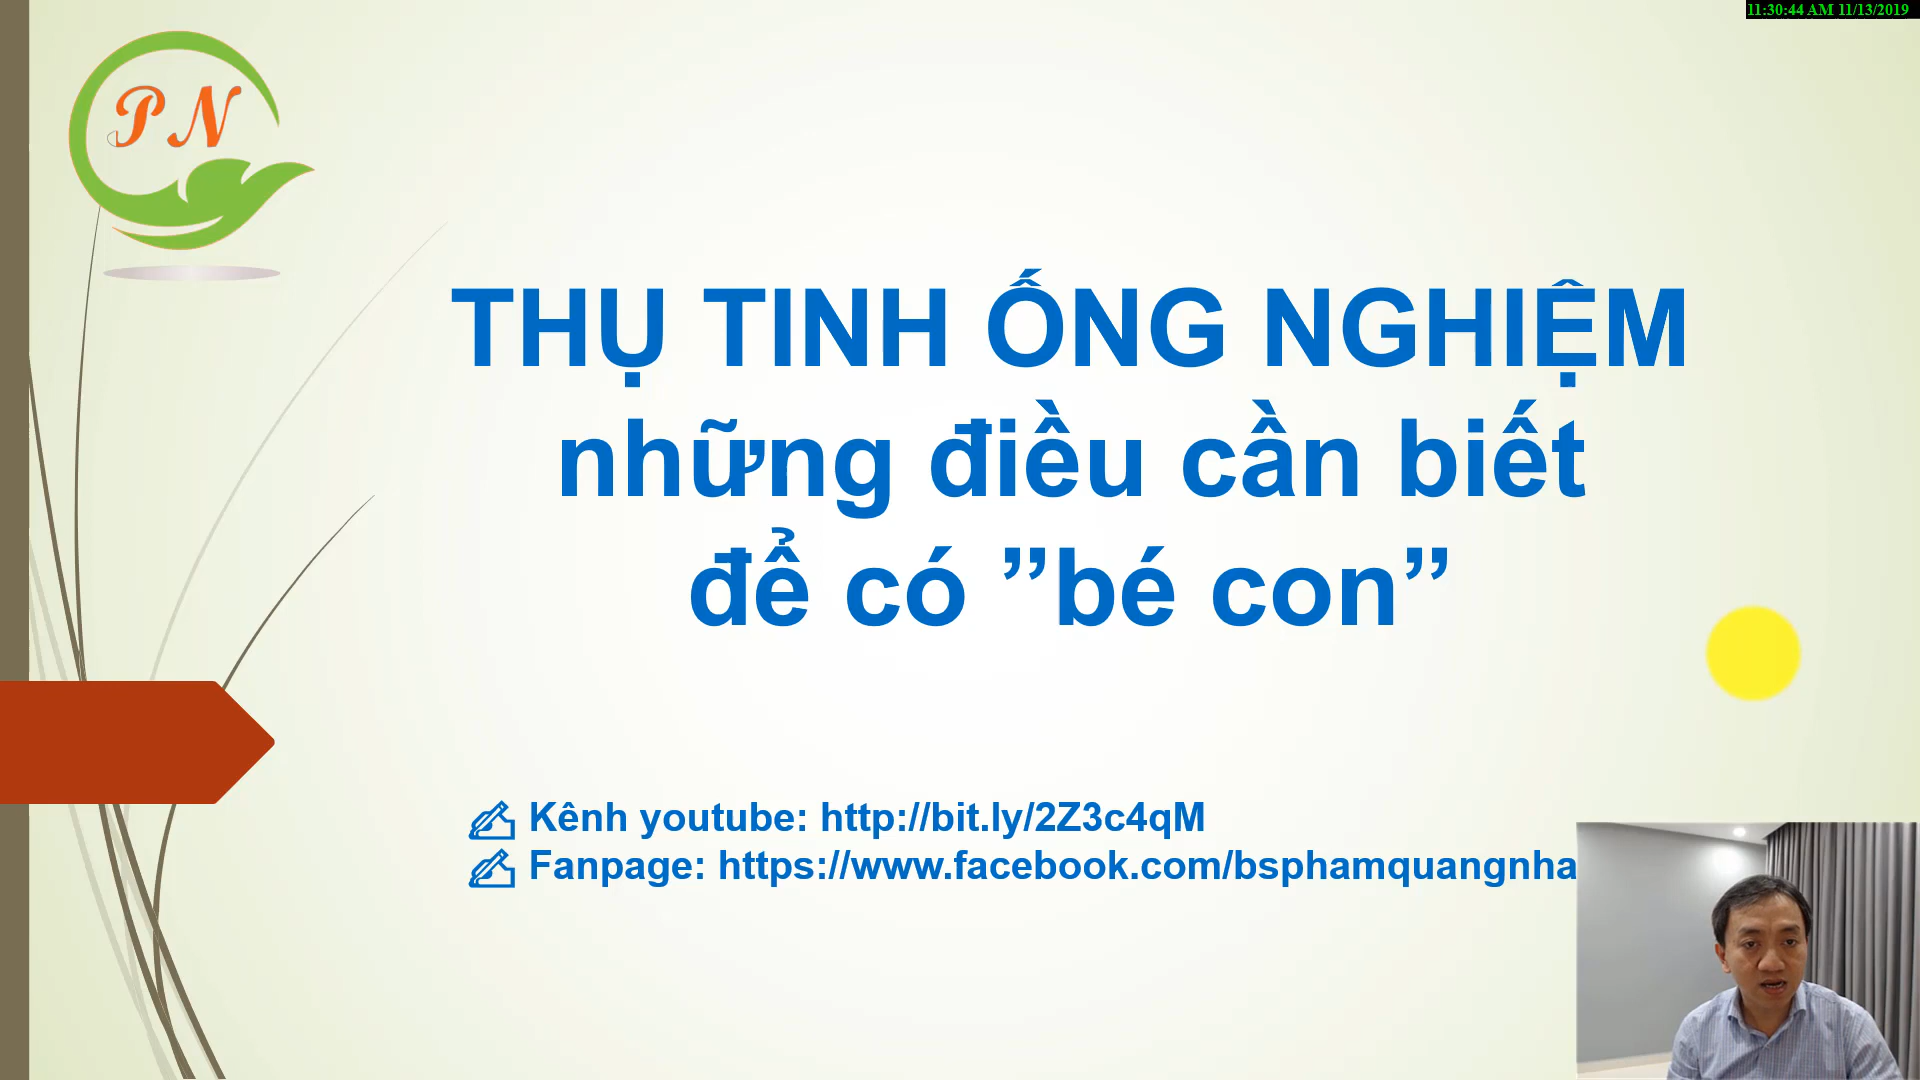 11:30:44 AM 11/13/2019
PN
THỤ TINH ỐNG NGHIỆM
những điều cần biết
để có ”bé con”
Kênh youtube: http://bit.ly/2Z3c4qM
Fanpage: https://www.facebook.com/bsphamquangnha